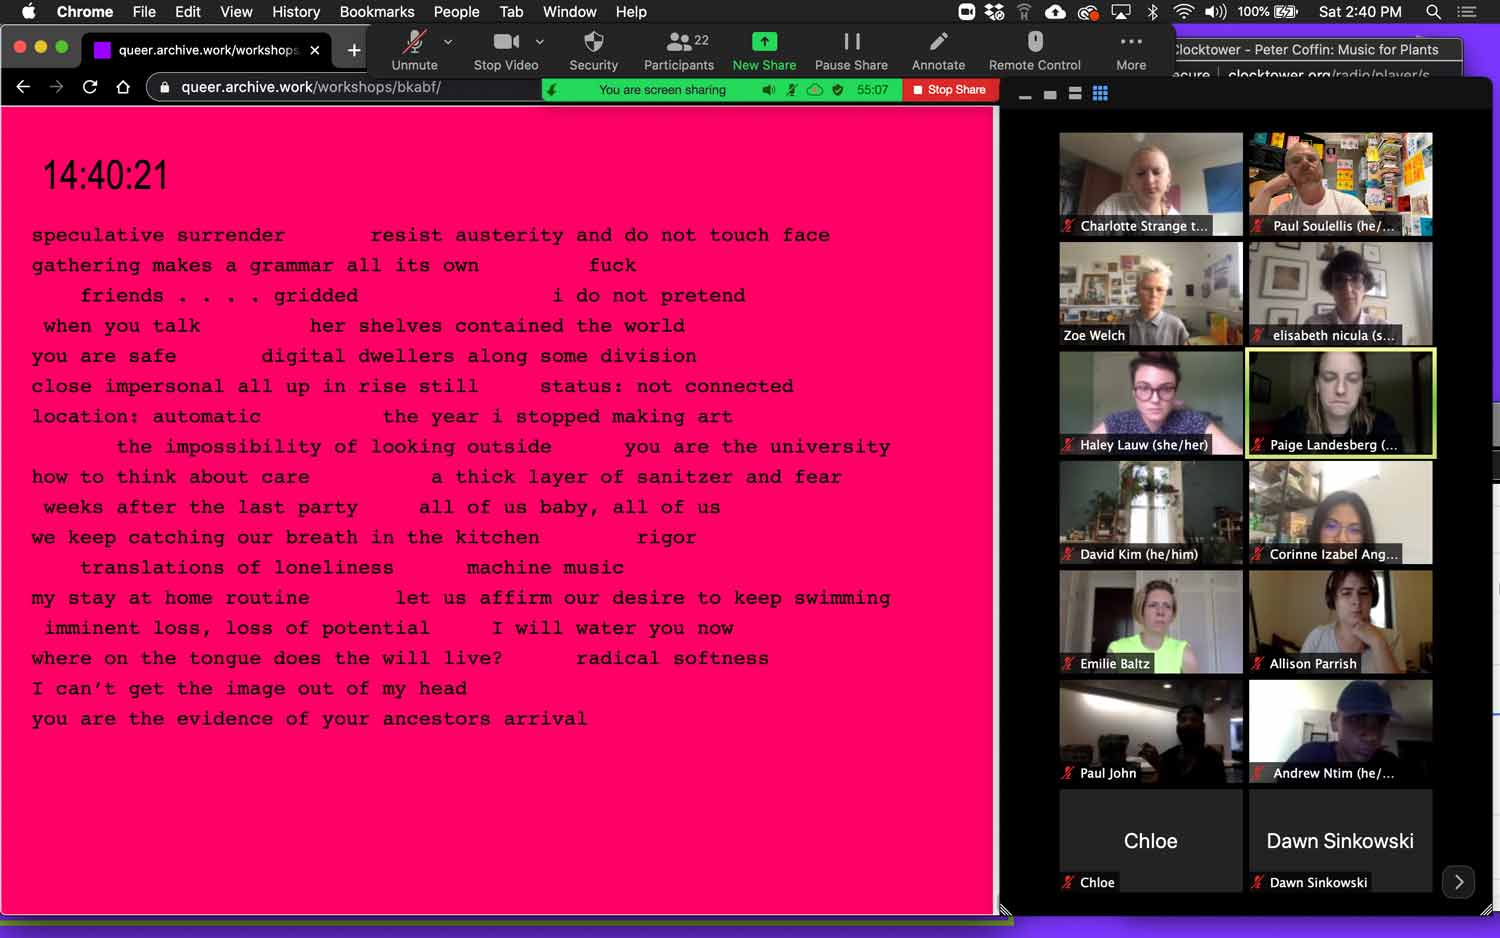 Chrome File Edit View History Bookmarks People Tab Window Help 100% Sat 2:40 PM
queer.archive.work/workshops
Unmute Stop Video Security Participants 22 New Share Pause Share Annotate Remote Control More
Clocktower - Peter Coffin: Music for Plants
clocktower.org/radio/player/s
queer.archive.work/workshops/bkabf/
You are screen sharing 55:07 Stop Share
14:40:21
speculative surrender resist austerity and do not touch face
gathering makes a grammar all its own fuck
friends . . . . gridded i do not pretend
when you talk her shelves contained the world
you are safe digital dwellers along some division
close impersonal all up in rise still status: not connected
location: automatic the year i stopped making art
the impossibility of looking outside you are the university
how to think about care a thick layer of sanitzer and fear
weeks after the last party all of us baby, all of us
we keep catching our breath in the kitchen rigor
translations of loneliness machine music
my stay at home routine let us affirm our desire to keep swimming
imminent loss, loss of potential I will water you now
where on the tongue does the will live? radical softness
I can’t get the image out of my head
you are the evidence of your ancestors arrival
Charlotte Strange t...
Paul Soulellis (he/...
Zoe Welch
elisabeth nicula (s...
Haley Lauw (she/her)
Paige Landesberg (...
David Kim (he/him)
Corinne Izabel Ang...
Emilie Baltz
Allison Parrish
Paul John
Andrew Ntim (he/...
Chloe
Chloe
Dawn Sinkowski
Dawn Sinkowski